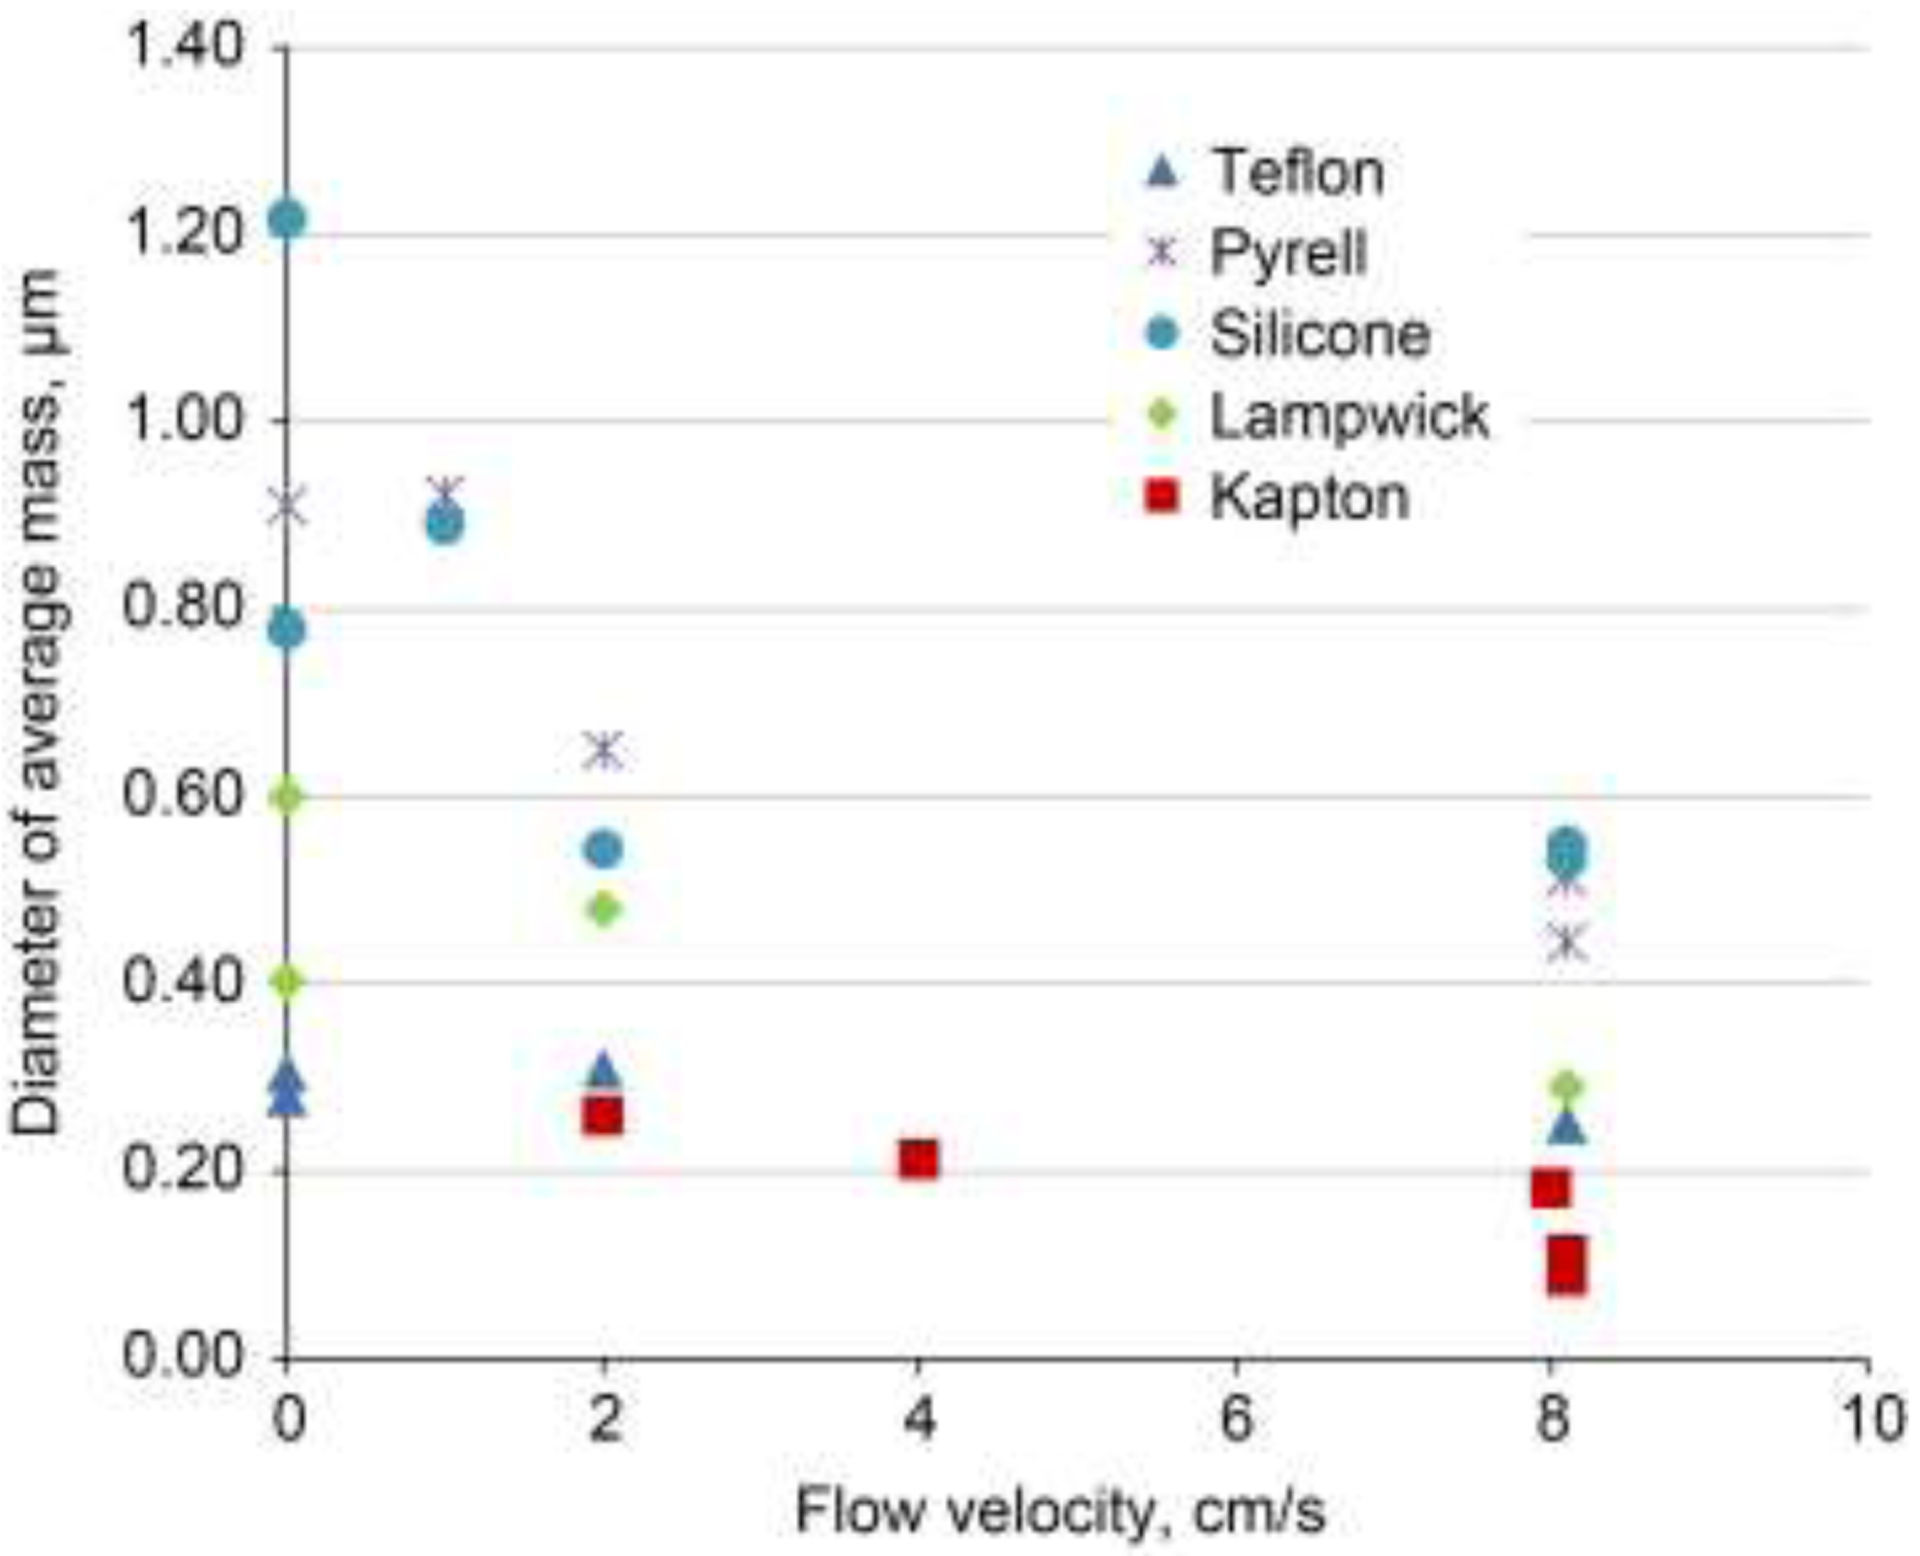 1.40
1.20
1.00
0.80
0.60
0.40
0.20
0.00
0 2 4 6 8 10
Diameter of average mass, µm
Flow velocity, cm/s
Teflon
Pyrell
Silicone
Lampwick
Kapton